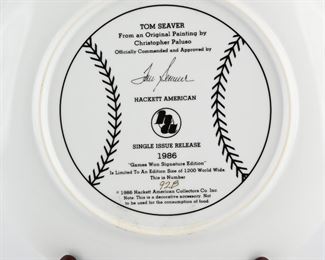 TOM SEAVER
From an Original Painting by
Christopher Paluso
Officially Commended and Approved by
Tom Seaver
HACKETT AMERICAN
SINGLE ISSUE RELEASE
1986
"Games Won Signature Edition"
Is Limited To An Edition Size of 1200 World Wide
This is Number
© 1986 Hackett American Collectors Co. Inc.
Note: This is a decorative accessory. Not
to be used for the consumption of food.